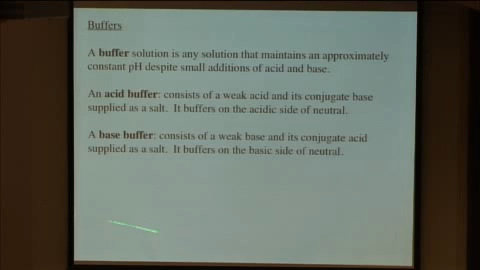 Buffers
A buffer solution is any solution that maintains an approximately
constant pH despite small additions of acid and base.
An acid buffer: consists of a weak acid and its conjugate base
supplied as a salt.  It buffers on the acidic side of neutral.
A base buffer: consists of a weak base and its conjugate acid
supplied as a salt.  It buffers on the basic side of neutral.